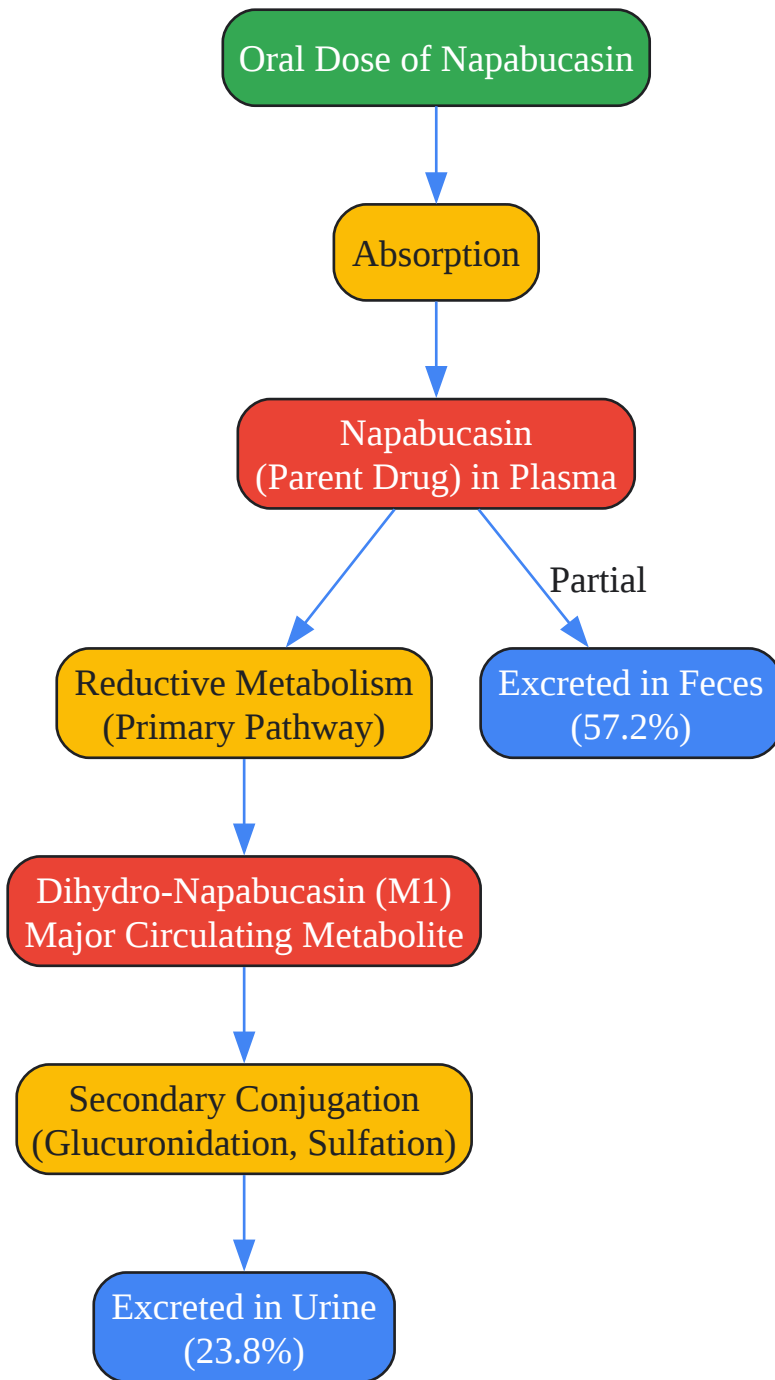 Oral Dose of Napabucasin
Absorption
Napabucasin
(Parent Drug) in Plasma
Partial
Reductive Metabolism
(Primary Pathway)
Excreted in Feces
(57.2%)
Dihydro-Napabucasin (M1)
Major Circulating Metabolite
Secondary Conjugation
(Glucuronidation, Sulfation)
Excreted in Urine
(23.8%)